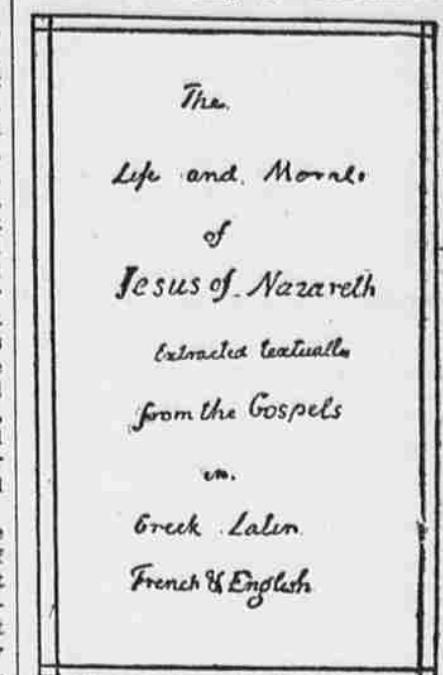 The
Life and Morals
of
Jesus of Nazareth
Extracted textually
from the Gospels
in
Greek Latin
French & English